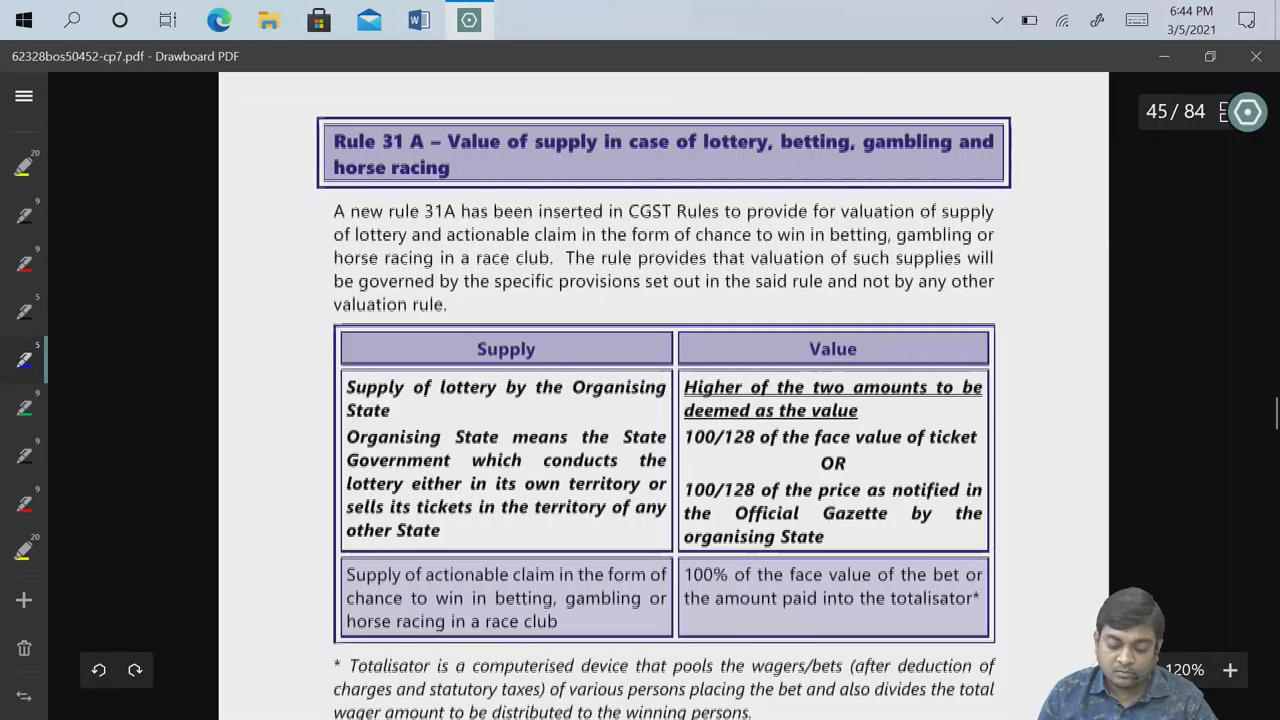 6:44 PM
3/5/2021
62328bos50452-cp7.pdf - Drawboard PDF
45 / 84
20
9
9
5
5
9
9
9
20
Rule 31 A – Value of supply in case of lottery, betting, gambling and
horse racing
A new rule 31A has been inserted in CGST Rules to provide for valuation of supply
of lottery and actionable claim in the form of chance to win in betting, gambling or
horse racing in a race club. The rule provides that valuation of such supplies will
be governed by the specific provisions set out in the said rule and not by any other
valuation rule.
Supply
Value
Supply of lottery by the Organising
State
Organising State means the State
Government which conducts the
lottery either in its own territory or
sells its tickets in the territory of any
other State
Higher of the two amounts to be
deemed as the value
100/128 of the face value of ticket
OR
100/128 of the price as notified in
the Official Gazette by the
organising State
Supply of actionable claim in the form of
chance to win in betting, gambling or
horse racing in a race club
100% of the face value of the bet or
the amount paid into the totalisator*
* Totalisator is a computerised device that pools the wagers/bets (after deduction of
charges and statutory taxes) of various persons placing the bet and also divides the total
wager amount to be distributed to the winning persons.
120%